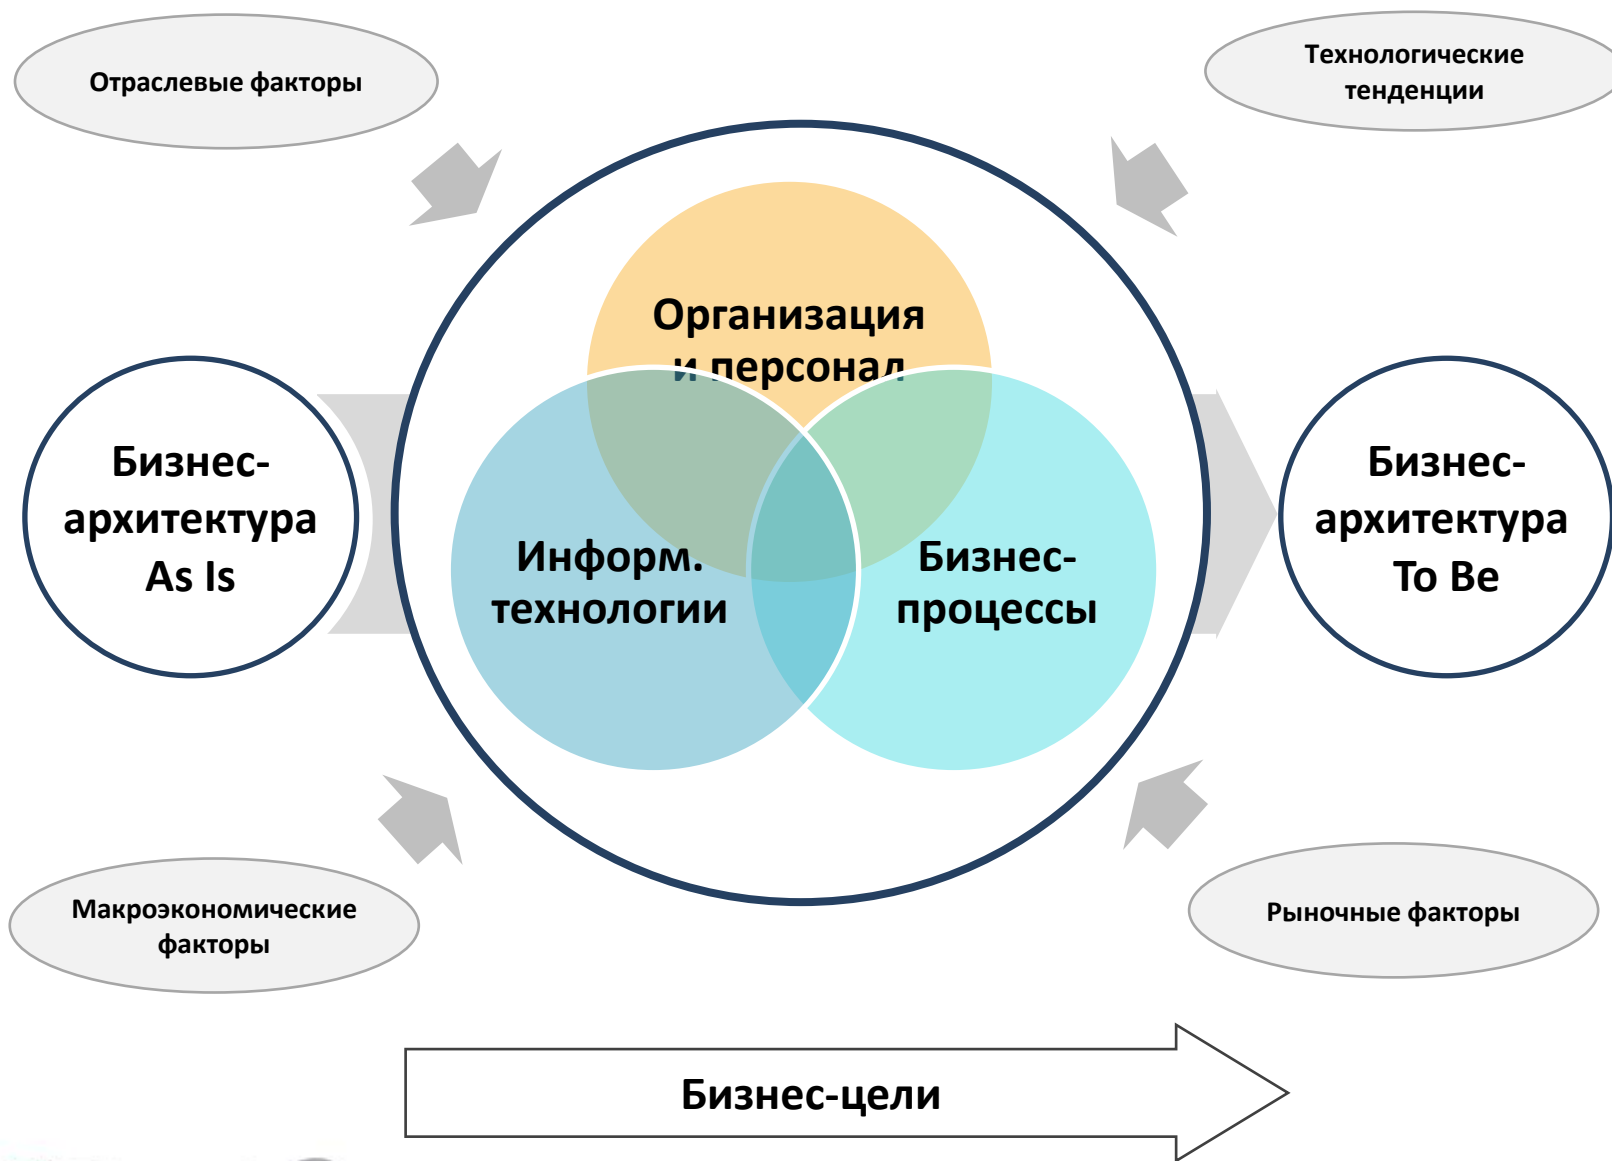 Отраслевые факторы
Технологические
тенденции
Организация
и персонал
Бизнес-
архитектура
As Is
Информ.
технологии
Бизнес-
процессы
Бизнес-
архитектура
To Be
Макроэкономические
факторы
Рыночные факторы
Бизнес-цели